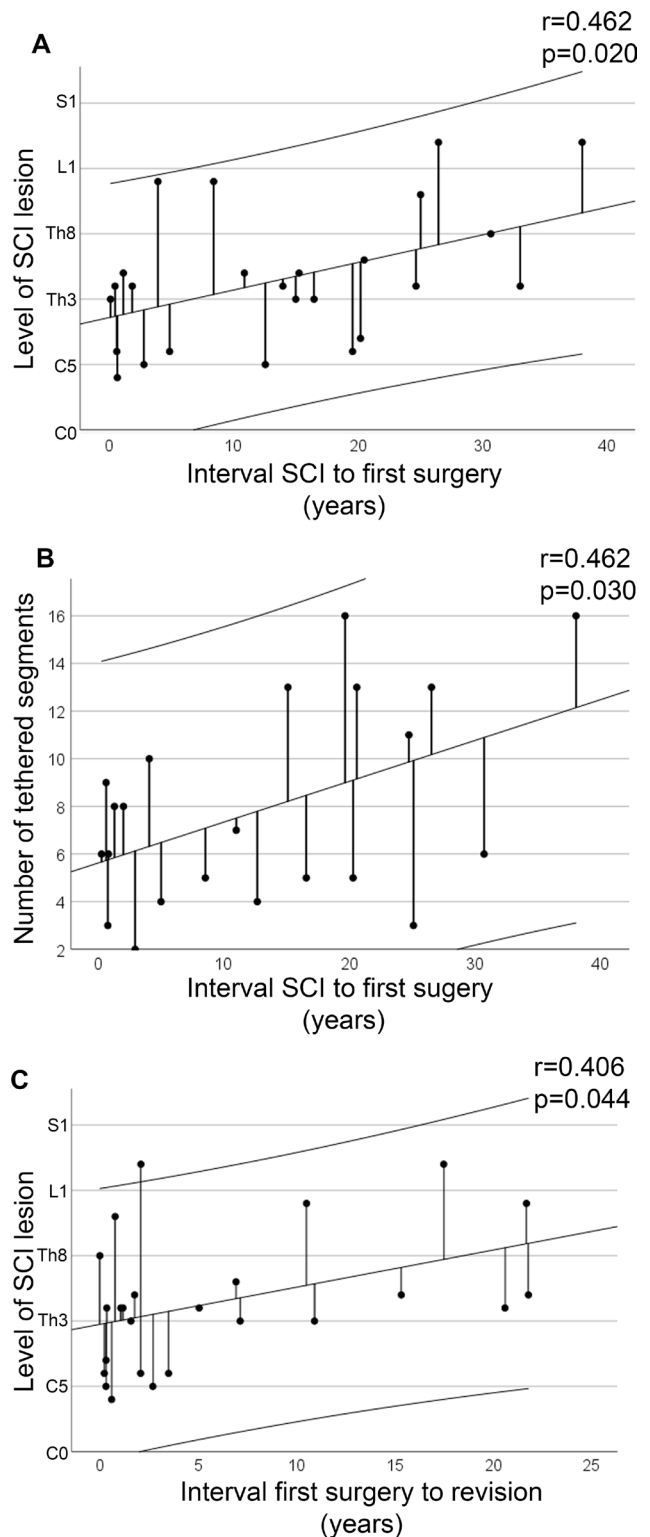 A
r=0.462
p=0.020
S1
L1
Th8
Th3
C5
C0
Level of SCI lesion
0 10 20 30 40
Interval SCI to first surgery
(years)
B
r=0.462
p=0.030
16
14
12
10
8
6
4
2
Number of tethered segments
0 10 20 30 40
Interval SCI to first sugery
(years)
C
r=0.406
p=0.044
S1
L1
Th8
Th3
C5
C0
Level of SCI lesion
0 5 10 15 20 25
Interval first surgery to revision
(years)